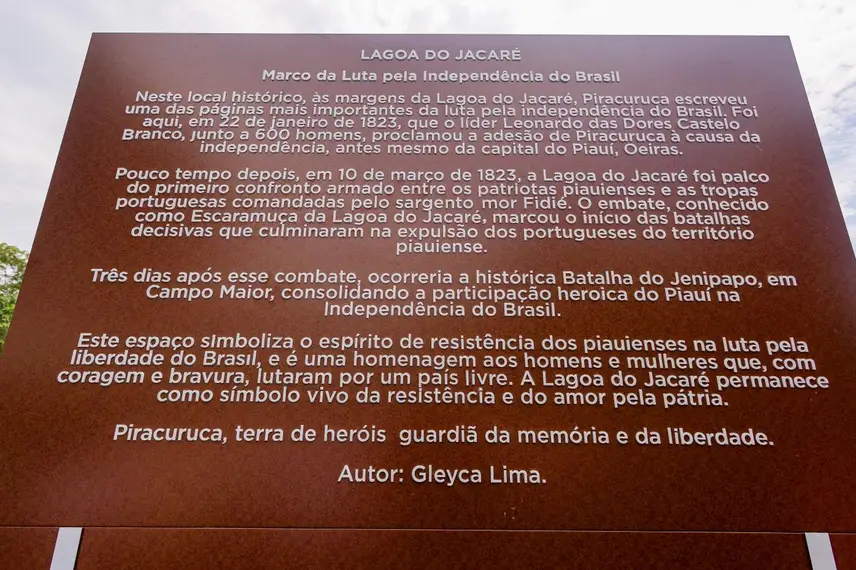 LAGOA DO JACARÉ
Marco da Luta pela Independência do Brasil
Neste local histórico, às margens da Lagoa do Jacaré, Piracuruca escreveu
uma das páginas mais importantes da luta pela independência do Brasil. Foi
aqui, em 22 de janeiro de 1823, que o líder Leonardo das Dores Castelo
Branco, junto a 600 homens, proclamou a adesão de Piracuruca à causa da
independência, antes mesmo da capital do Piauí, Oeiras.
Pouco tempo depois, em 10 de março de 1823, a Lagoa do Jacaré foi palco
do primeiro confronto armado entre os patriotas piauienses e as tropas
portuguesas comandadas pelo sargento mor Fidié. O embate, conhecido
como Escaramuça da Lagoa do Jacaré, marcou o início das batalhas
decisivas que culminaram na expulsão dos portugueses do território
piauiense.
Três dias após esse combate, ocorreria a histórica Batalha do Jenipapo, em
Campo Maior, consolidando a participação heroica do Piauí na
Independência do Brasil.
Este espaço simboliza o espírito de resistência dos piauienses na luta pela
liberdade do Brasil, e é uma homenagem aos homens e mulheres que, com
coragem e bravura, lutaram por um país livre. A Lagoa do Jacaré permanece
como símbolo vivo da resistência e do amor pela pátria.
Piracuruca, terra de heróis guardiã da memória e da liberdade.
Autor: Gleyca Lima.